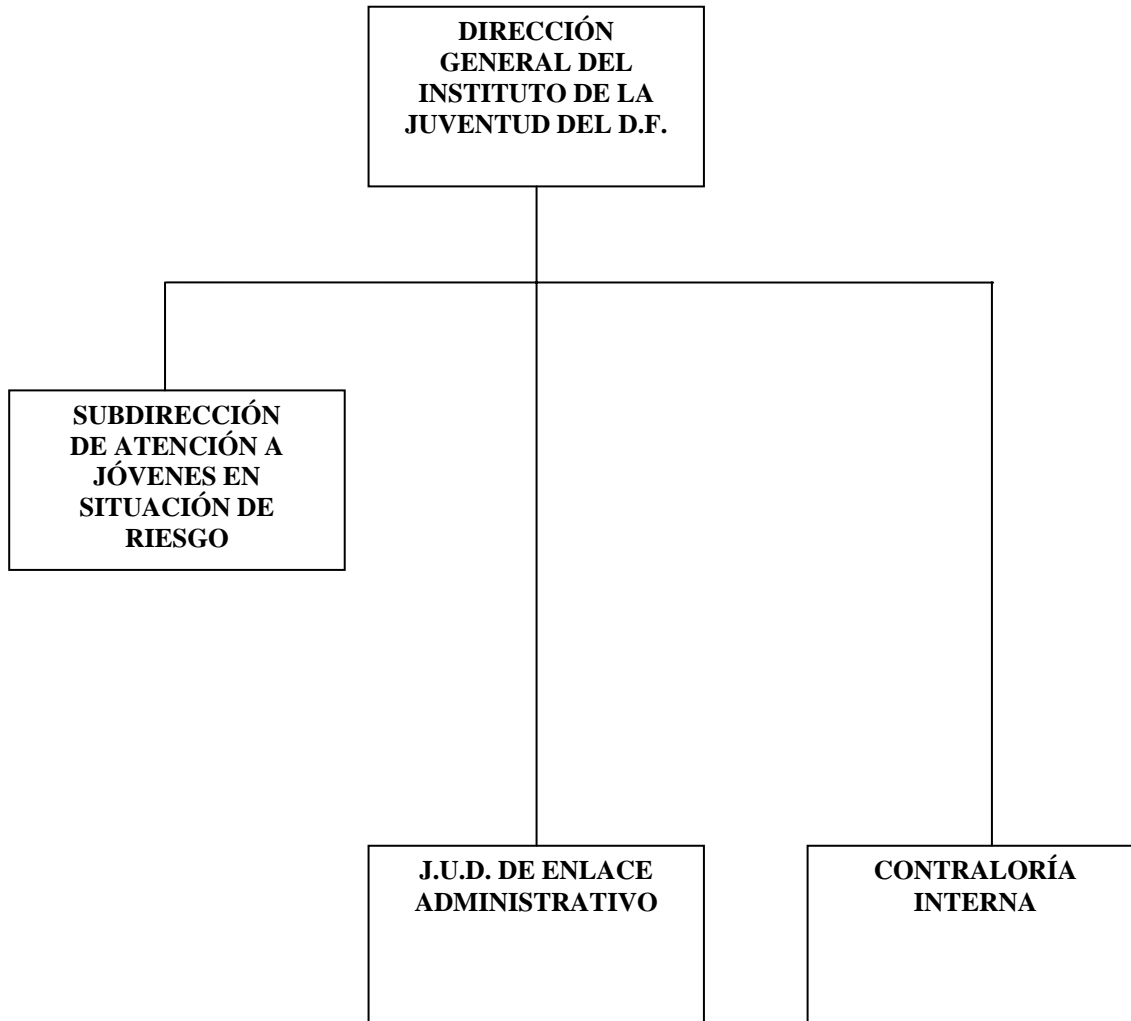 DIRECCIÓN
GENERAL DEL
INSTITUTO DE LA
JUVENTUD DEL D.F.
SUBDIRECCIÓN
DE ATENCIÓN A
JÓVENES EN
SITUACIÓN DE
RIESGO
J.U.D. DE ENLACE
ADMINISTRATIVO
CONTRALORÍA
INTERNA